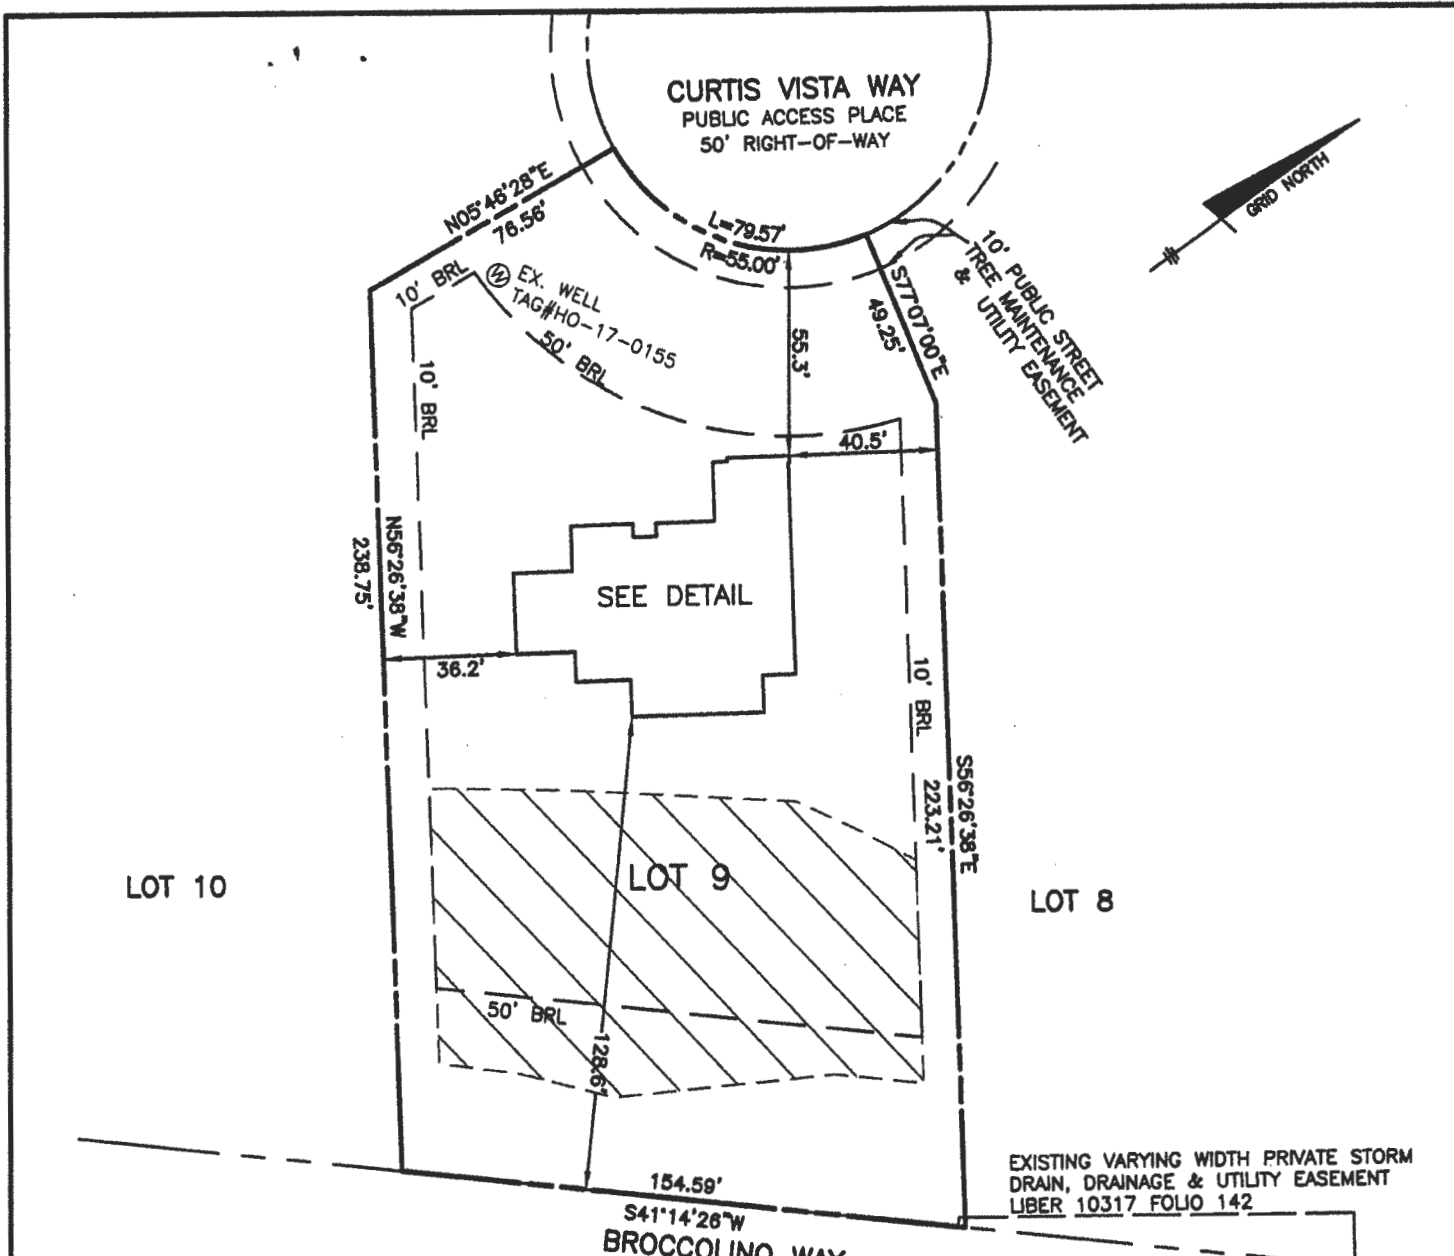 CURTIS VISTA WAY
PUBLIC ACCESS PLACE
50' RIGHT-OF-WAY
GRID NORTH
N05°46'28"E
76.56'
L=79.57'
R=55.00'
10' PUBLIC STREET
TREE MAINTENANCE
& UTILITY EASEMENT
S77°07'00"E
49.25'
10' BRL
W EX. WELL
TAG#HO-17-0155
50' BRL
55.3'
10' BRL
40.5'
N56°26'38"W
238.75'
SEE DETAIL
36.2'
10' BRL
S56°26'38"E
223.21'
LOT 10
LOT 9
LOT 8
50' BRL
128.6'
154.59'
S41°14'26"W
BROCCOLINO WAY
EXISTING VARYING WIDTH PRIVATE STORM
DRAIN, DRAINAGE & UTILITY EASEMENT
LIBER 10317 FOLIO 142